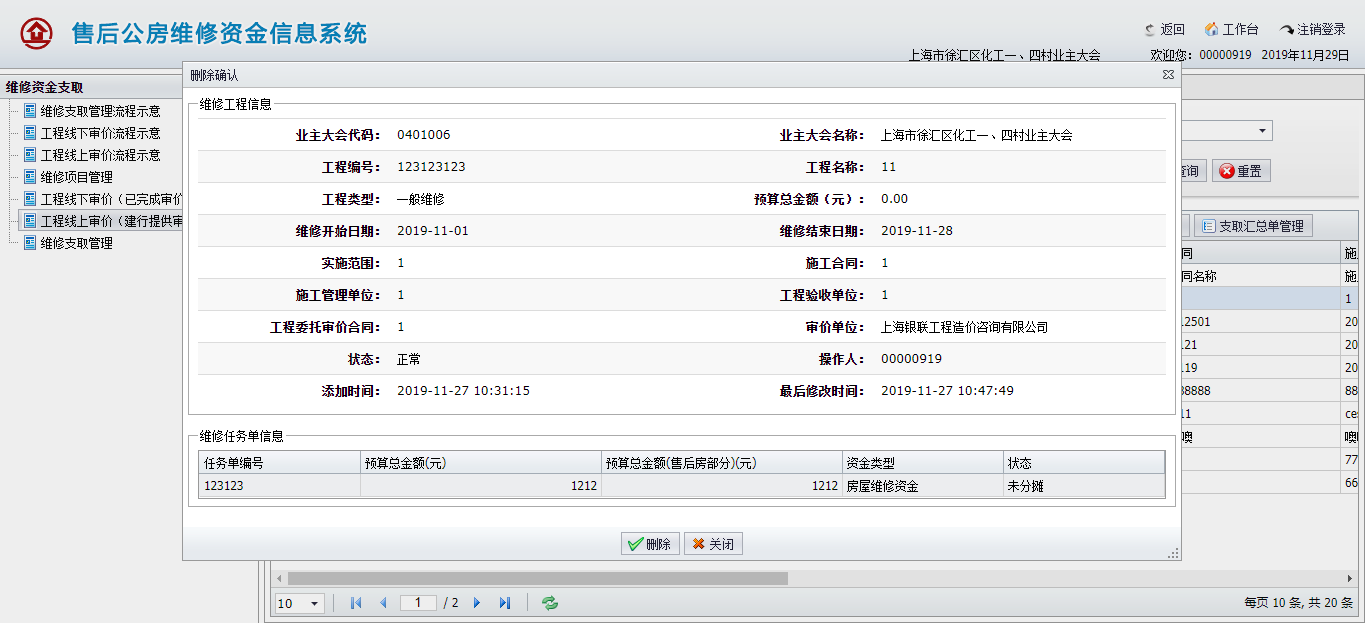 售后公房维修资金信息系统
返回 工作台 注销登录
上海市徐汇区化工一、四村业主大会 欢迎您: 00000919 2019年11月29日
维修资金支取
维修支取管理流程示意
工程线下审价流程示意
工程线上审价流程示意
维修项目管理
工程线下审价（已完成审价
工程线上审价（建行提供审
维修支取管理
删除确认
维修工程信息
业主大会代码： 0401006 业主大会名称： 上海市徐汇区化工一、四村业主大会
工程编号： 123123123 工程名称： 11
工程类型： 一般维修 预算总金额（元）： 0.00
维修开始日期： 2019-11-01 维修结束日期： 2019-11-28
实施范围： 1 施工合同： 1
施工管理单位： 1 工程验收单位： 1
工程委托审价合同： 1 审价单位： 上海银联工程造价咨询有限公司
状态： 正常 操作人： 00000919
添加时间： 2019-11-27 10:31:15 最后修改时间： 2019-11-27 10:47:49
维修任务单信息
任务单编号 预算总金额(元) 预算总金额(售后房部分)(元) 资金类型 状态
123123 1212 1212 房屋维修资金 未分摊
删除 关闭
查询 重置
支取汇总单管理
同 施
同名称 施
1
12501 20
121 20
119 20
88888 88
11 ce
噢 噢
77
66
10 1 / 2 每页 10 条, 共 20 条